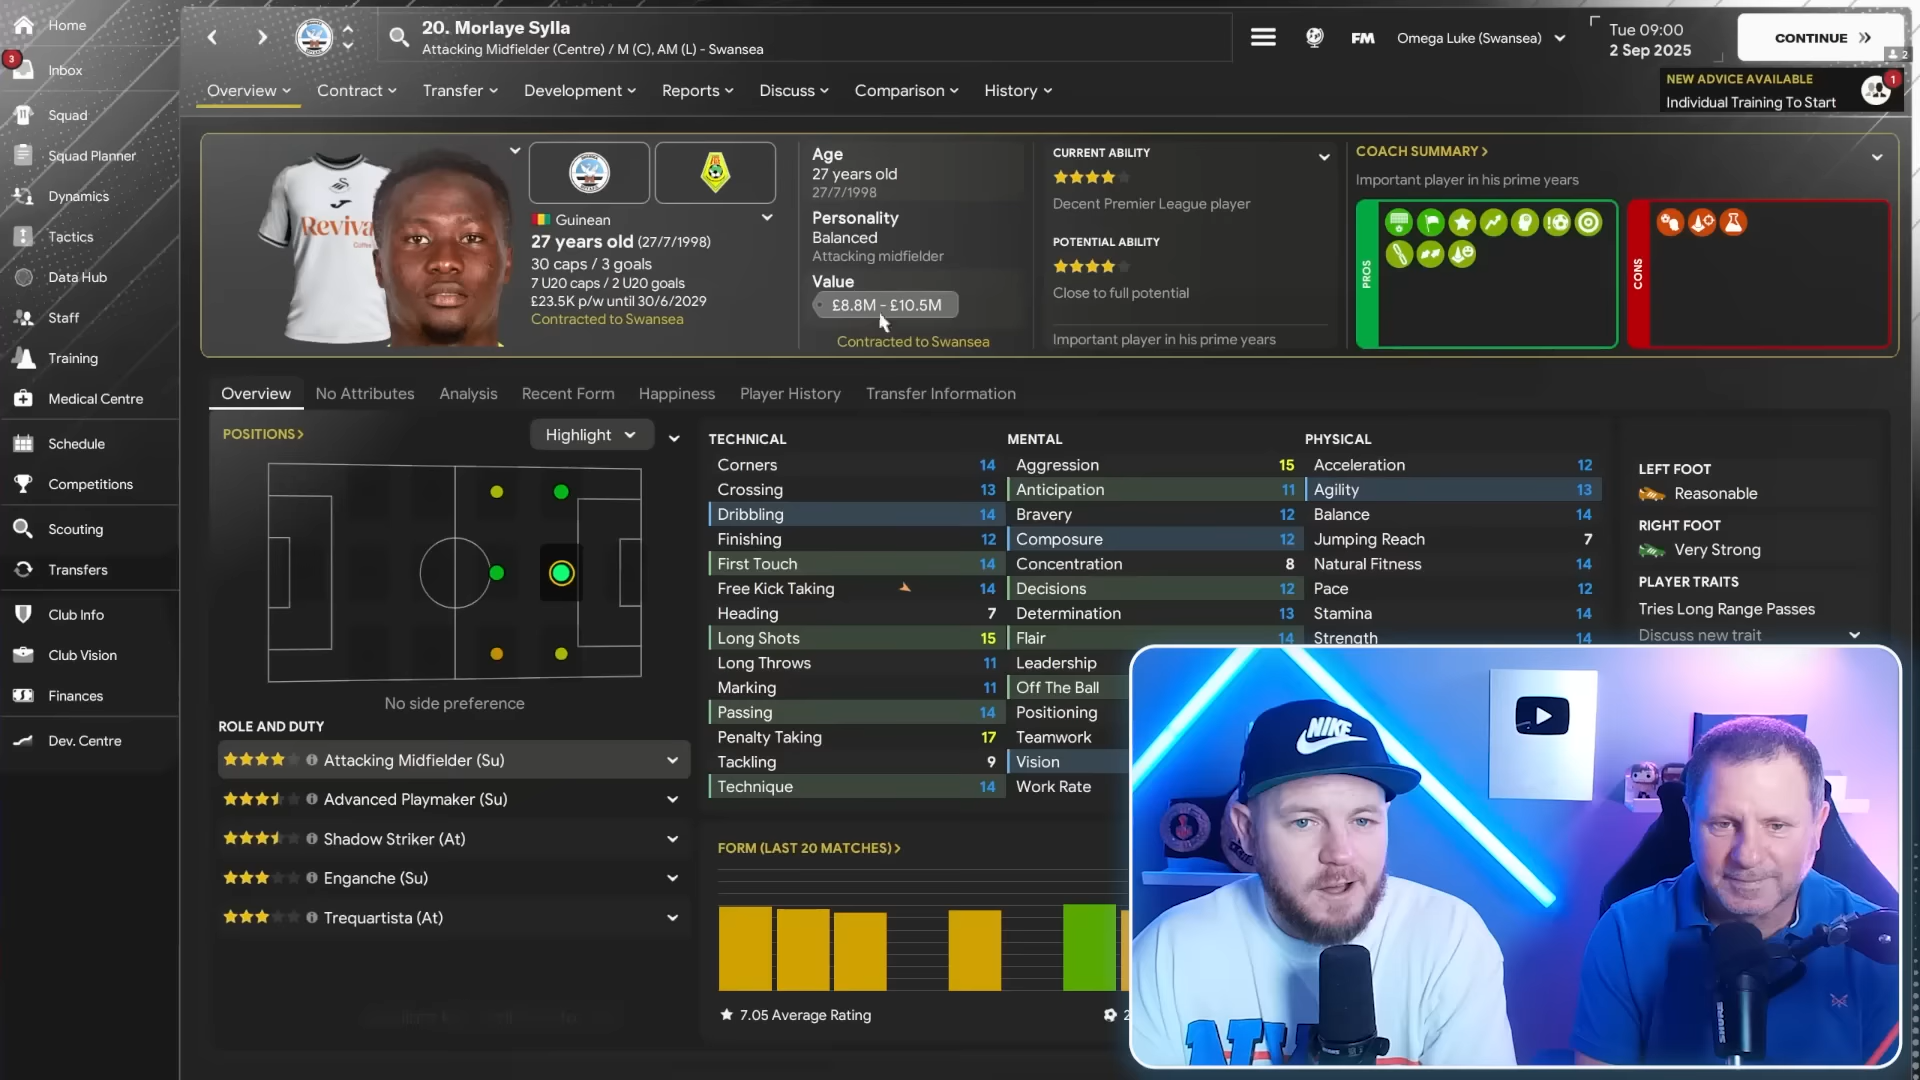 Home
3
Inbox
Squad
Squad Planner
Dynamics
Tactics
Data Hub
Staff
Training
Medical Centre
Schedule
Competitions
Scouting
Transfers
Club Info
Club Vision
Finances
Dev. Centre
20. Morlaye Sylla
Attacking Midfielder (Centre) / M (C), AM (L) - Swansea
FM
Omega Luke (Swansea)
Tue 09:00
2 Sep 2025
CONTINUE
2
Overview
Contract
Transfer
Development
Reports
Discuss
Comparison
History
NEW ADVICE AVAILABLE
Individual Training To Start
1
Guinean
27 years old (27/7/1998)
30 caps / 3 goals
7 U20 caps / 2 U20 goals
£23.5K p/w until 30/6/2029
Contracted to Swansea
Age
27 years old
27/7/1998
Personality
Balanced
Attacking midfielder
Value
£8.8M - £10.5M
Contracted to Swansea
CURRENT ABILITY
Decent Premier League player
POTENTIAL ABILITY
Close to full potential
Important player in his prime years
COACH SUMMARY >
Important player in his prime years
PROS
CONS
Overview
No Attributes
Analysis
Recent Form
Happiness
Player History
Transfer Information
POSITIONS >
Highlight
No side preference
ROLE AND DUTY
Attacking Midfielder (Su)
Advanced Playmaker (Su)
Shadow Striker (At)
Enganche (Su)
Trequartista (At)
TECHNICAL
Corners 14
Crossing 13
Dribbling 14
Finishing 12
First Touch 14
Free Kick Taking 14
Heading 7
Long Shots 15
Long Throws 11
Marking 11
Passing 14
Penalty Taking 17
Tackling 9
Technique 14
MENTAL
Aggression 15
Anticipation 11
Bravery 12
Composure 12
Concentration 8
Decisions 12
Determination 13
Flair 14
Leadership
Off The Ball
Positioning
Teamwork
Vision
Work Rate
PHYSICAL
Acceleration 12
Agility 13
Balance 14
Jumping Reach 7
Natural Fitness 14
Pace 12
Stamina 14
Strength 14
LEFT FOOT
Reasonable
RIGHT FOOT
Very Strong
PLAYER TRAITS
Tries Long Range Passes
Discuss new trait
FORM (LAST 20 MATCHES) >
7.05 Average Rating
2
NIKE
SHURE